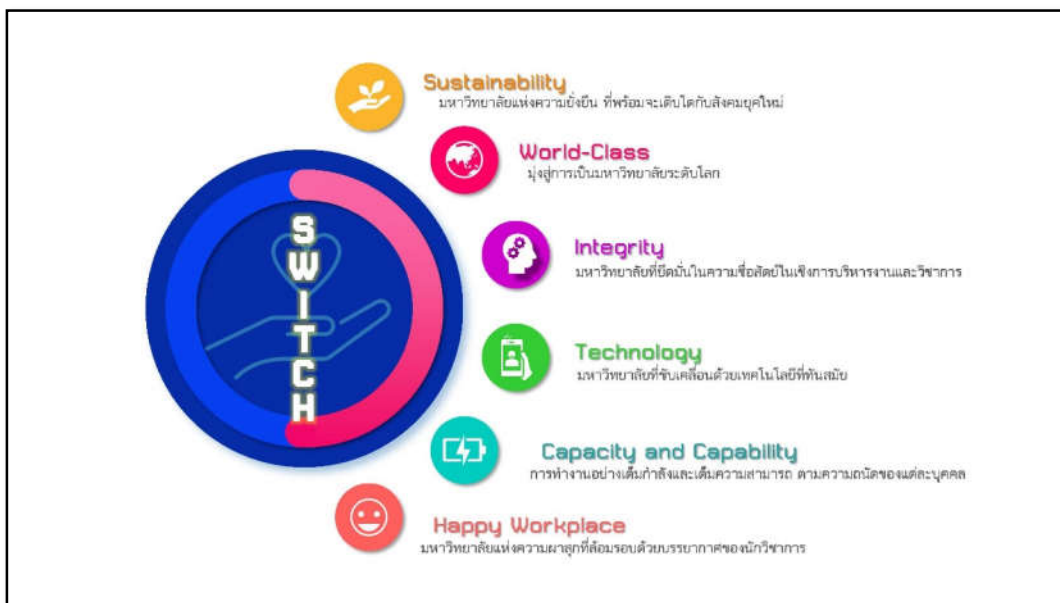 Sustainability
มหาวิทยาลัยแห่งความยั่งยืน ที่พร้อมจะเติบโตกับสังคมยุคใหม่
World-Class
มุ่งสู่การเป็นมหาวิทยาลัยระดับโลก
SWITCH
Integrity
มหาวิทยาลัยที่ยึดมั่นในความซื่อสัตย์ในเชิงการบริหารงานและวิชาการ
Technology
มหาวิทยาลัยที่ขับเคลื่อนด้วยเทคโนโลยีที่ทันสมัย
Capacity and Capability
การทำงานอย่างเต็มกำลังและเต็มความสามารถ ตามความถนัดของแต่ละบุคคล
Happy Workplace
มหาวิทยาลัยแห่งความผาสุกที่ล้อมรอบด้วยบรรยากาศของนักวิชาการ